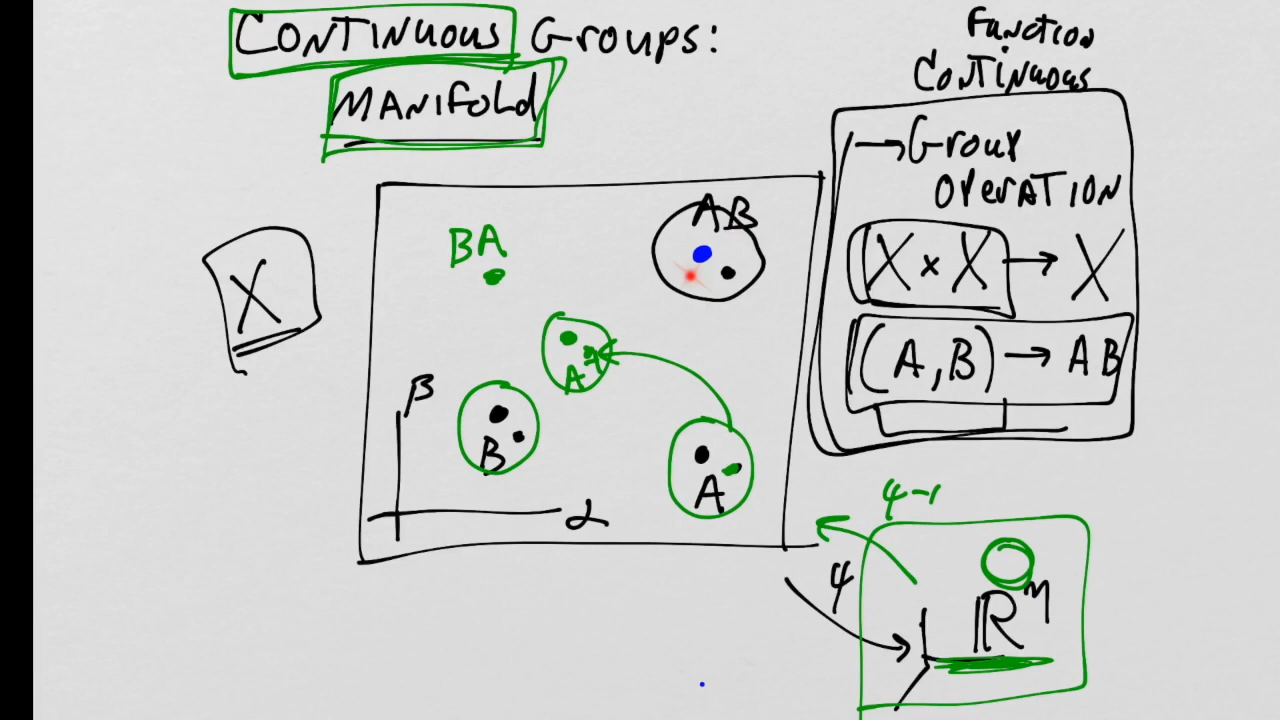 CONTINUOUS Groups:
MANIFOLD
Function
CONTINUOUS
→ Group
OPERATION
X × X → X
(A, B) → AB
X
AB
BA
A
β
B
A
α
ψ-1
ψ
ℝⁿ